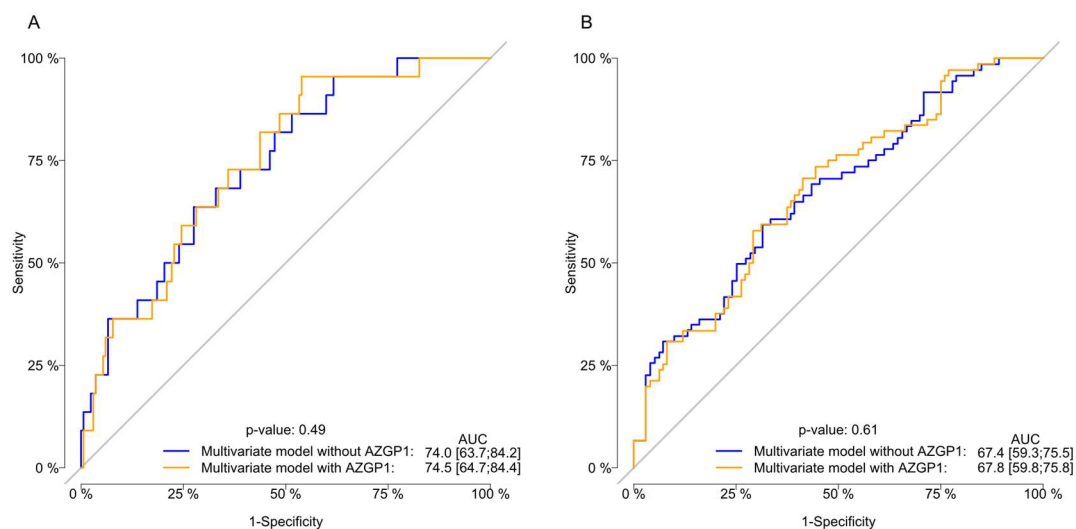 A
100 %
75 %
50 %
25 %
0 %
Sensitivity
p-value: 0.49
AUC
Multivariate model without AZGP1: 74.0 [63.7;84.2]
Multivariate model with AZGP1: 74.5 [64.7;84.4]
0 % 25 % 50 % 75 % 100 %
1-Specificity
B
100 %
75 %
50 %
25 %
0 %
Sensitivity
p-value: 0.61
AUC
Multivariate model without AZGP1: 67.4 [59.3;75.5]
Multivariate model with AZGP1: 67.8 [59.8;75.8]
0 % 25 % 50 % 75 % 100 %
1-Specificity